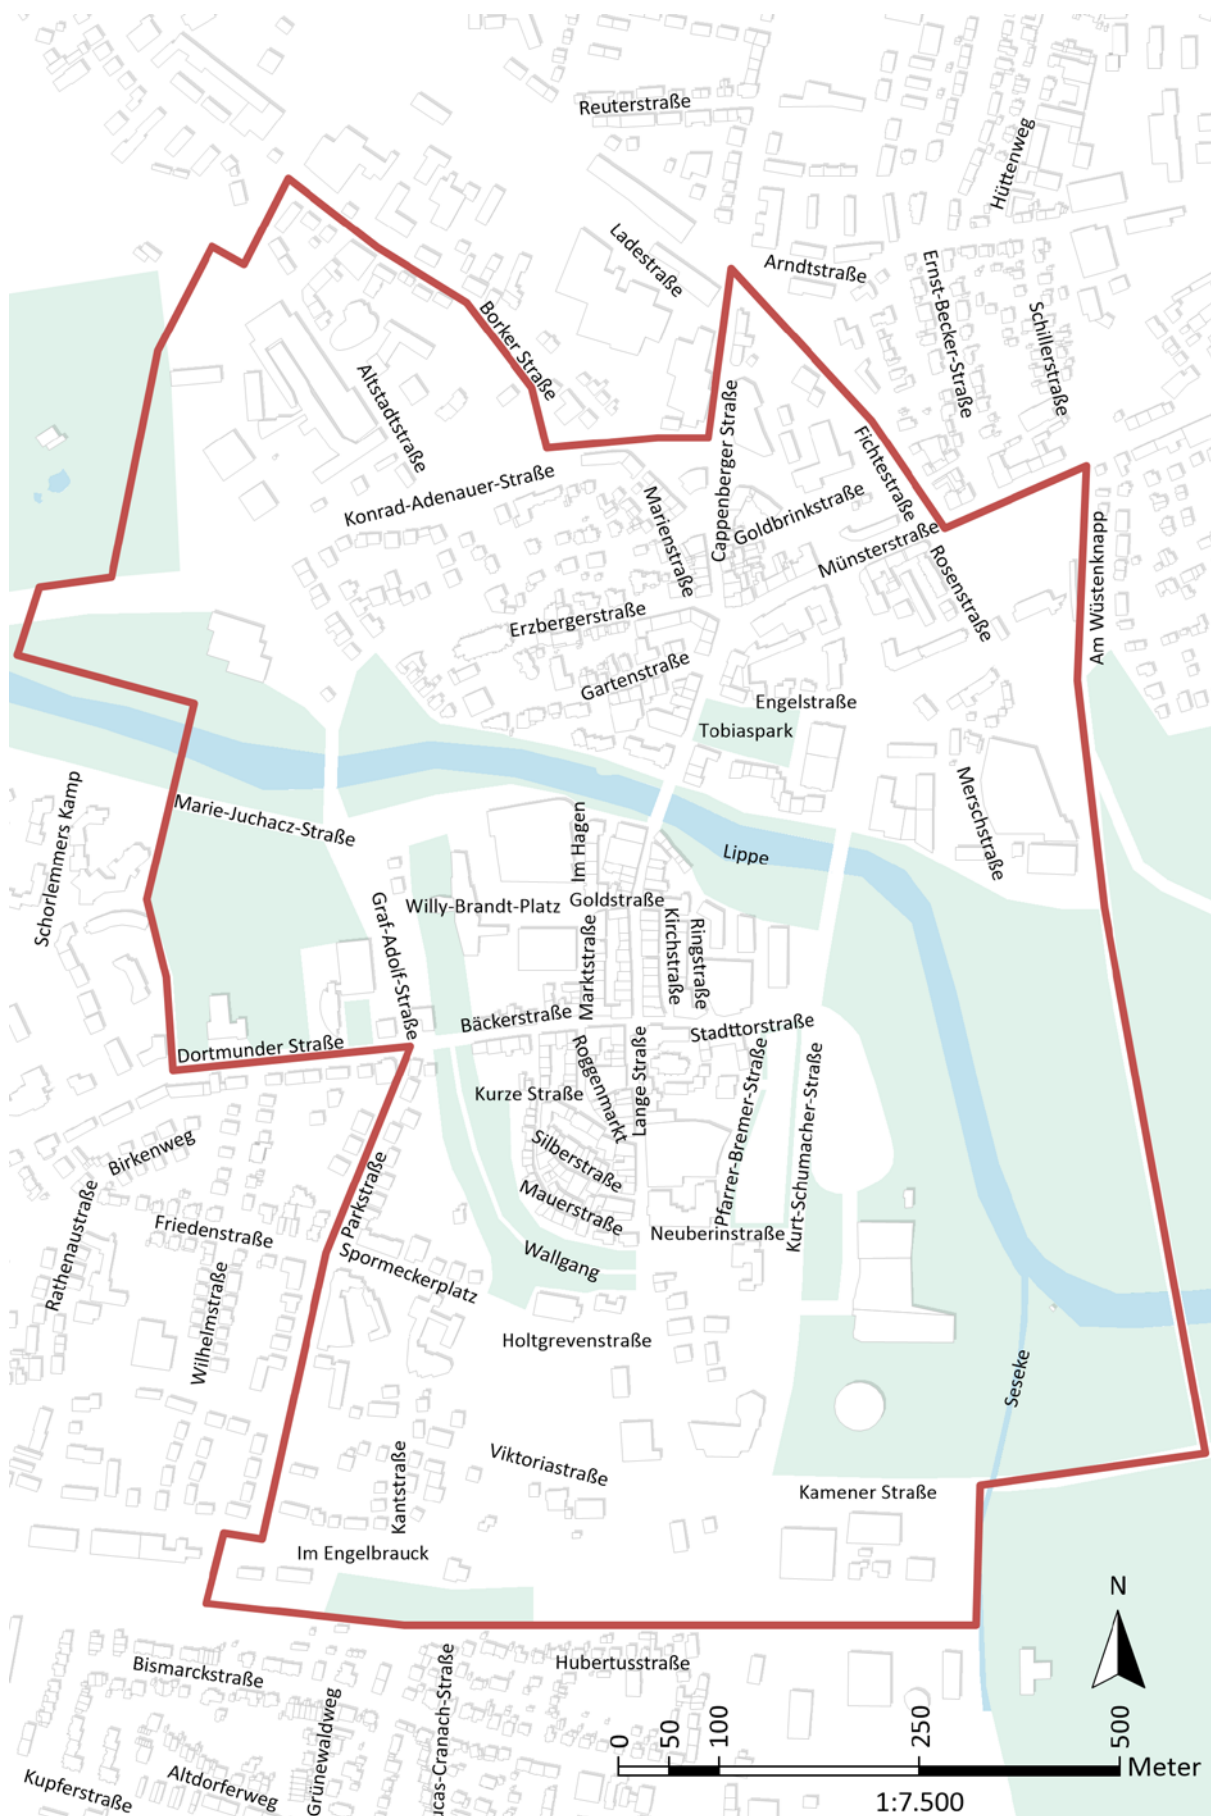 Reuterstraße
Hüttenweg
Ladestraße
Arndtstraße
Ernst-Becker-Straße
Schillerstraße
Borker Straße
Altstadtstraße
Cappenberger Straße
Fichtestraße
Konrad-Adenauer-Straße
Marienstraße
Goldbrinkstraße
Münsterstraße
Rosenstraße
Am Wüstenknapp
Erzbergerstraße
Gartenstraße
Engelstraße
Tobiaspark
Merschstraße
Schorlemmers Kamp
Marie-Juchacz-Straße
Im Hagen
Lippe
Graf-Adolf-Straße
Willy-Brandt-Platz
Goldstraße
Marktstraße
Kirchstraße
Ringstraße
Bäckerstraße
Stadttorstraße
Dortmunder Straße
Roggenmarkt
Lange Straße
Pfarrer-Bremer-Straße
Kurt-Schumacher-Straße
Kurze Straße
Birkenweg
Silberstraße
Parkstraße
Mauerstraße
Rathenaustraße
Friedenstraße
Neuberinstraße
Spormeckerplatz
Wallgang
Wilhelmstraße
Holtgrevenstraße
Seseke
Viktoriastraße
Kantstraße
Kamener Straße
Im Engelbrauck
N
Bismarckstraße
Hubertusstraße
Grünewaldweg
ucas-Cranach-Straße
Altdorferweg
Kupferstraße
0 50 100 250 500
Meter
1:7.500